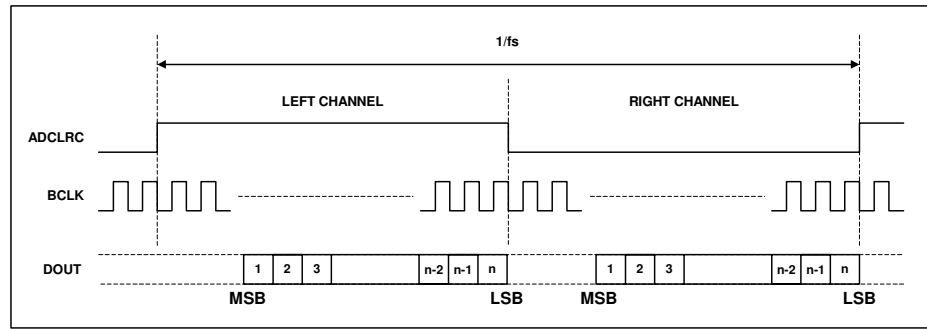 1/fs
LEFT CHANNEL RIGHT CHANNEL
ADCLRC
BCLK
DOUT 1 2 3 n-2 n-1 n 1 2 3 n-2 n-1 n
MSB LSB MSB LSB